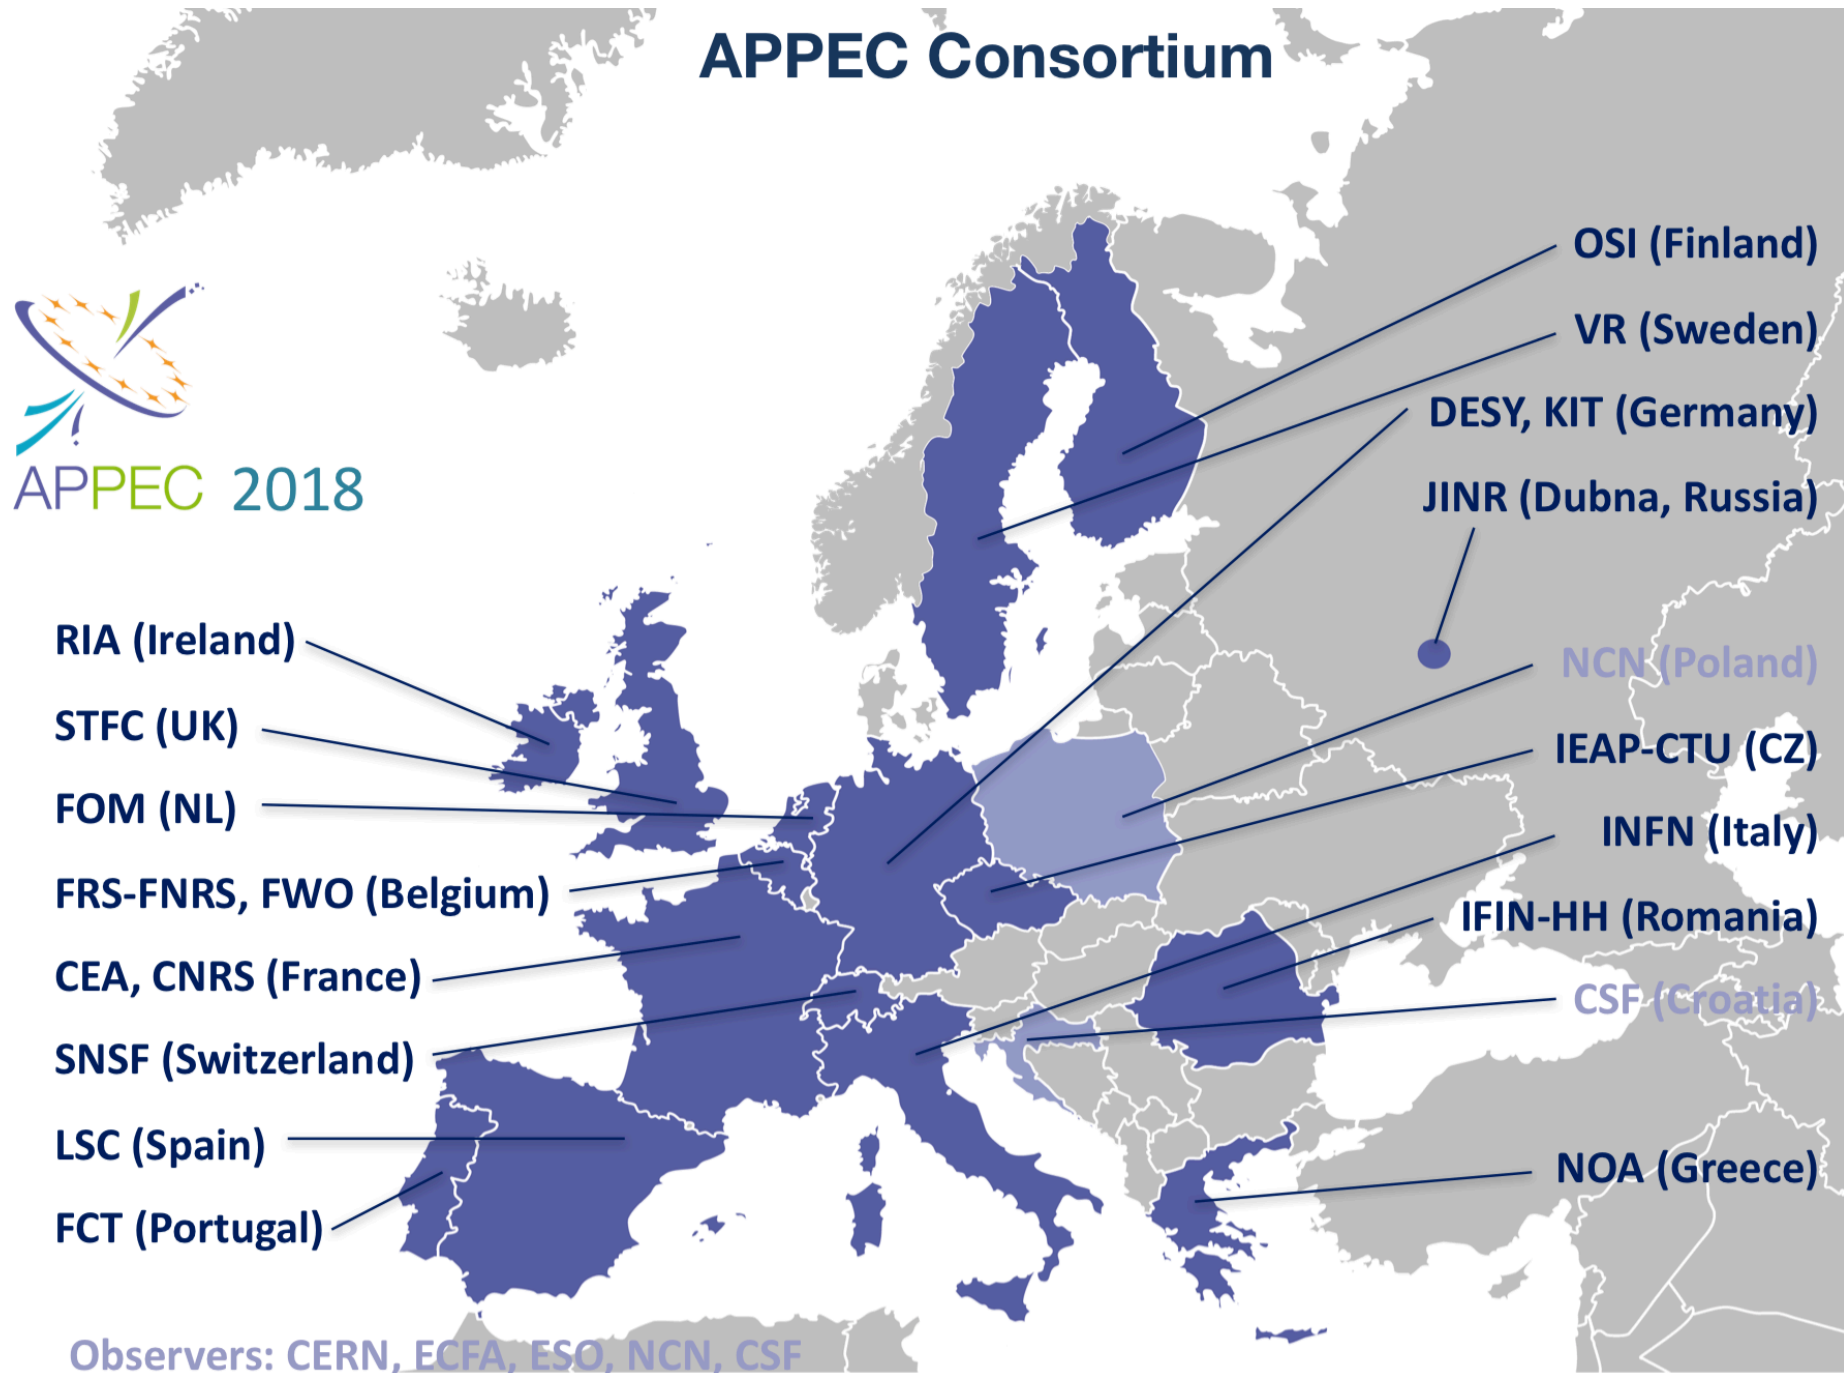 APPEC Consortium
APPEC 2018
RIA (Ireland)
STFC (UK)
FOM (NL)
FRS-FNRS, FWO (Belgium)
CEA, CNRS (France)
SNSF (Switzerland)
LSC (Spain)
FCT (Portugal)
OSI (Finland)
VR (Sweden)
DESY, KIT (Germany)
JINR (Dubna, Russia)
NCN (Poland)
IEAP-CTU (CZ)
INFN (Italy)
IFIN-HH (Romania)
CSF (Croatia)
NOA (Greece)
Observers: CERN, ECFA, ESO, NCN, CSF